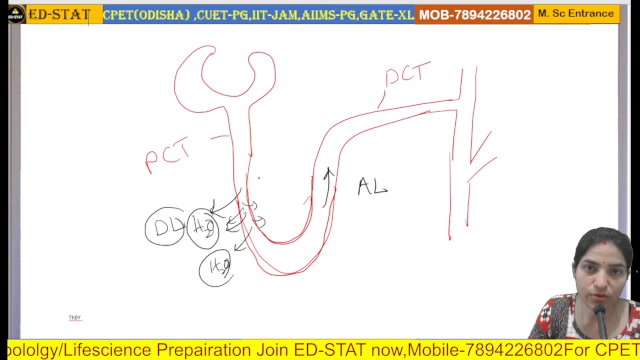 ED-STAT
CPET(ODISHA) ,CUET-PG,IIT-JAM,AIIMS-PG,GATE-XL
MOB-7894226802
M. Sc Entrance
DCT
PCT
AL
DL
H2O
H2O
pololgy/Lifescience Prepairation Join ED-STAT now,Mobile-7894226802For CPET